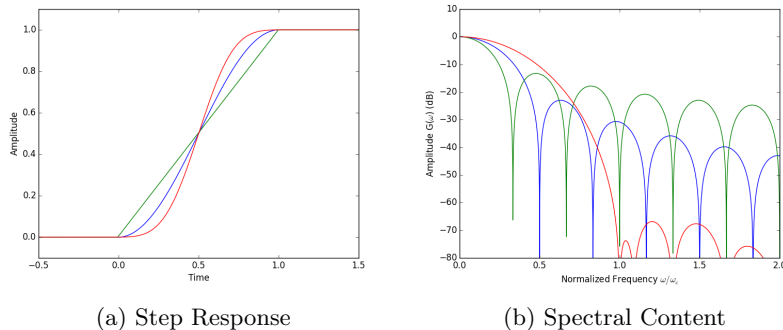 1.0
0.8
0.6
0.4
0.2
0.0
Amplitude
−0.5 0.0 0.5 1.0 1.5
Time
(a) Step Response
0
−10
−20
−30
−40
−50
−60
−70
−80
Amplitude G(ω) (dB)
0.0 0.5 1.0 1.5 2.0
Normalized Frequency ω/ω
(b) Spectral Content